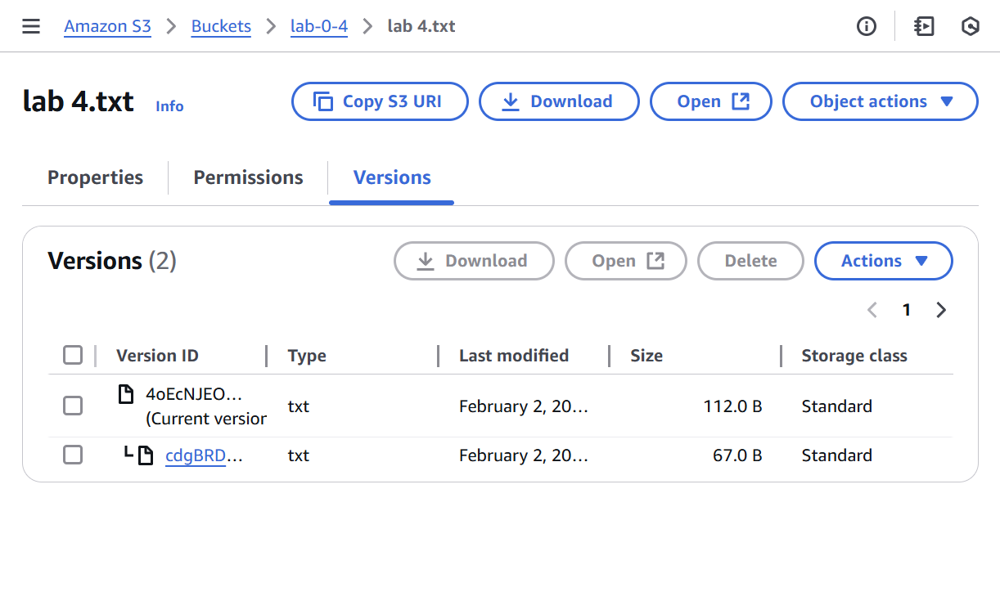 Amazon S3 > Buckets > lab-0-4 > lab 4.txt
lab 4.txt Info Copy S3 URI Download Open Object actions
Properties Permissions Versions
Versions (2) Download Open Delete Actions
1
Version ID Type Last modified Size Storage class
4oEcNJEO… txt February 2, 20… 112.0 B Standard
(Current version
cdgBRD… txt February 2, 20… 67.0 B Standard